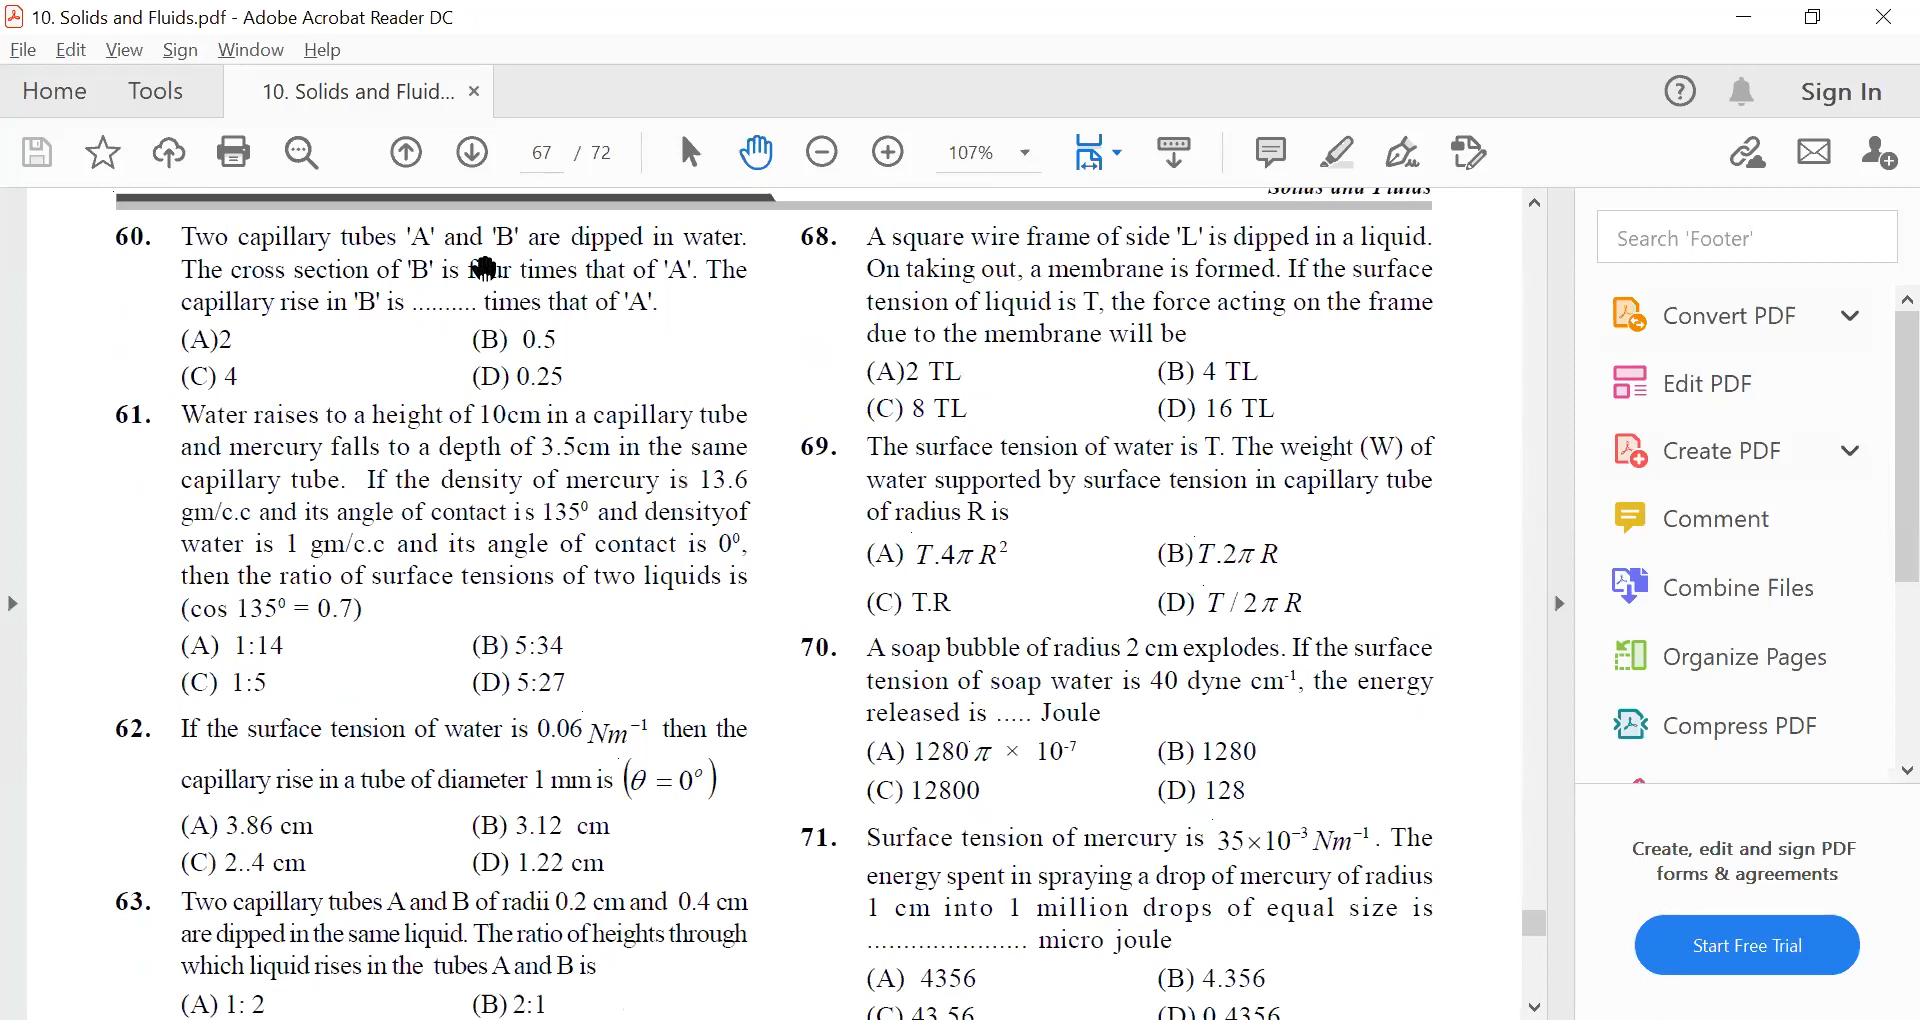 10. Solids and Fluids.pdf - Adobe Acrobat Reader DC
File Edit View Sign Window Help
Home Tools 10. Solids and Fluid... × Sign In
67 / 72 107%
Solids and Fluids
60. Two capillary tubes 'A' and 'B' are dipped in water.
The cross section of 'B' is four times that of 'A'. The
capillary rise in 'B' is .......... times that of 'A'.
(A)2 (B) 0.5
(C) 4 (D) 0.25
61. Water raises to a height of 10cm in a capillary tube
and mercury falls to a depth of 3.5cm in the same
capillary tube. If the density of mercury is 13.6
gm/c.c and its angle of contact is 135⁰ and densityof
water is 1 gm/c.c and its angle of contact is 0⁰,
then the ratio of surface tensions of two liquids is
(cos 135⁰ = 0.7)
(A) 1:14 (B) 5:34
(C) 1:5 (D) 5:27
62. If the surface tension of water is 0.06 Nm⁻¹ then the
capillary rise in a tube of diameter 1 mm is (θ = 0°)
(A) 3.86 cm (B) 3.12 cm
(C) 2..4 cm (D) 1.22 cm
63. Two capillary tubes A and B of radii 0.2 cm and 0.4 cm
are dipped in the same liquid. The ratio of heights through
which liquid rises in the tubes A and B is
(A) 1: 2 (B) 2:1
68. A square wire frame of side 'L' is dipped in a liquid.
On taking out, a membrane is formed. If the surface
tension of liquid is T, the force acting on the frame
due to the membrane will be
(A)2 TL (B) 4 TL
(C) 8 TL (D) 16 TL
69. The surface tension of water is T. The weight (W) of
water supported by surface tension in capillary tube
of radius R is
(A) T.4π R² (B) T.2π R
(C) T.R (D) T / 2π R
70. A soap bubble of radius 2 cm explodes. If the surface
tension of soap water is 40 dyne cm⁻¹, the energy
released is ..... Joule
(A) 1280 π × 10⁻⁷ (B) 1280
(C) 12800 (D) 128
71. Surface tension of mercury is 35×10⁻³ Nm⁻¹. The
energy spent in spraying a drop of mercury of radius
1 cm into 1 million drops of equal size is
...................... micro joule
(A) 4356 (B) 4.356
(C) 43.56 (D) 0.4356
Search 'Footer'
Convert PDF
Edit PDF
Create PDF
Comment
Combine Files
Organize Pages
Compress PDF
Create, edit and sign PDF
forms & agreements
Start Free Trial